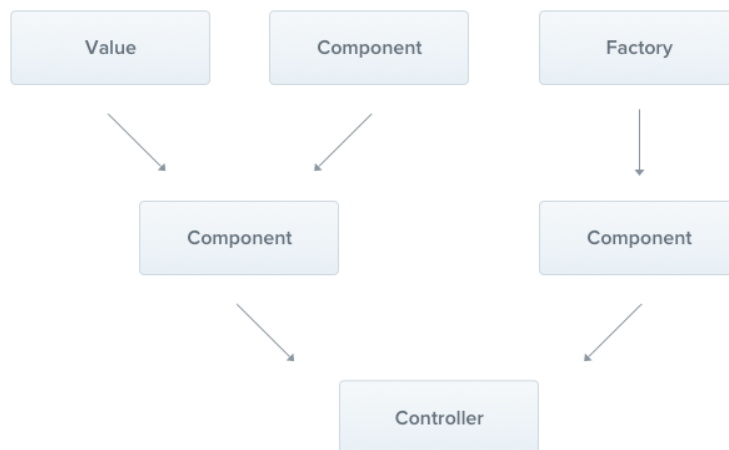 Value
Component
Factory
Component
Component
Controller